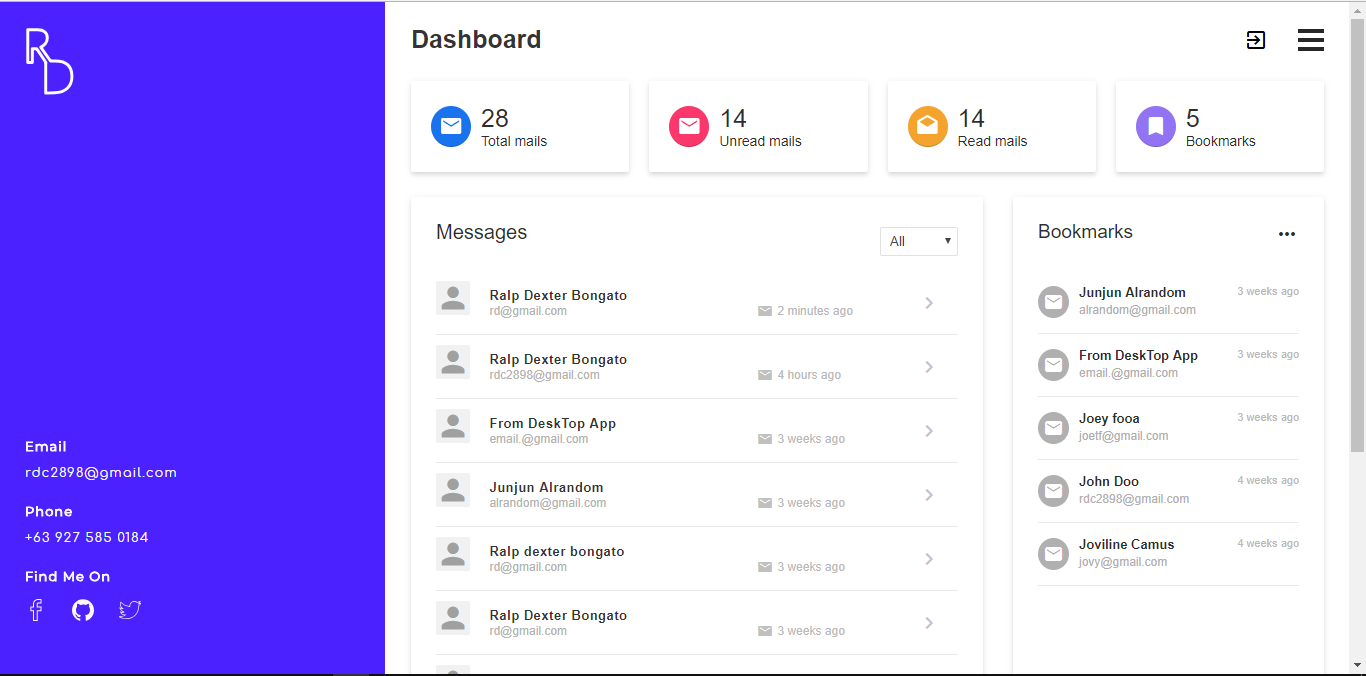 RD
Email
rdc2898@gmail.com
Phone
+63 927 585 0184
Find Me On
Dashboard
28
Total mails
14
Unread mails
14
Read mails
5
Bookmarks
Messages
All
Ralp Dexter Bongato
rd@gmail.com
2 minutes ago
Ralp Dexter Bongato
rdc2898@gmail.com
4 hours ago
From DeskTop App
email.@gmail.com
3 weeks ago
Junjun Alrandom
alrandom@gmail.com
3 weeks ago
Ralp dexter bongato
rd@gmail.com
3 weeks ago
Ralp Dexter Bongato
rd@gmail.com
3 weeks ago
Bookmarks
Junjun Alrandom
3 weeks ago
alrandom@gmail.com
From DeskTop App
3 weeks ago
email.@gmail.com
Joey fooa
3 weeks ago
joetf@gmail.com
John Doo
4 weeks ago
rdc2898@gmail.com
Joviline Camus
4 weeks ago
jovy@gmail.com